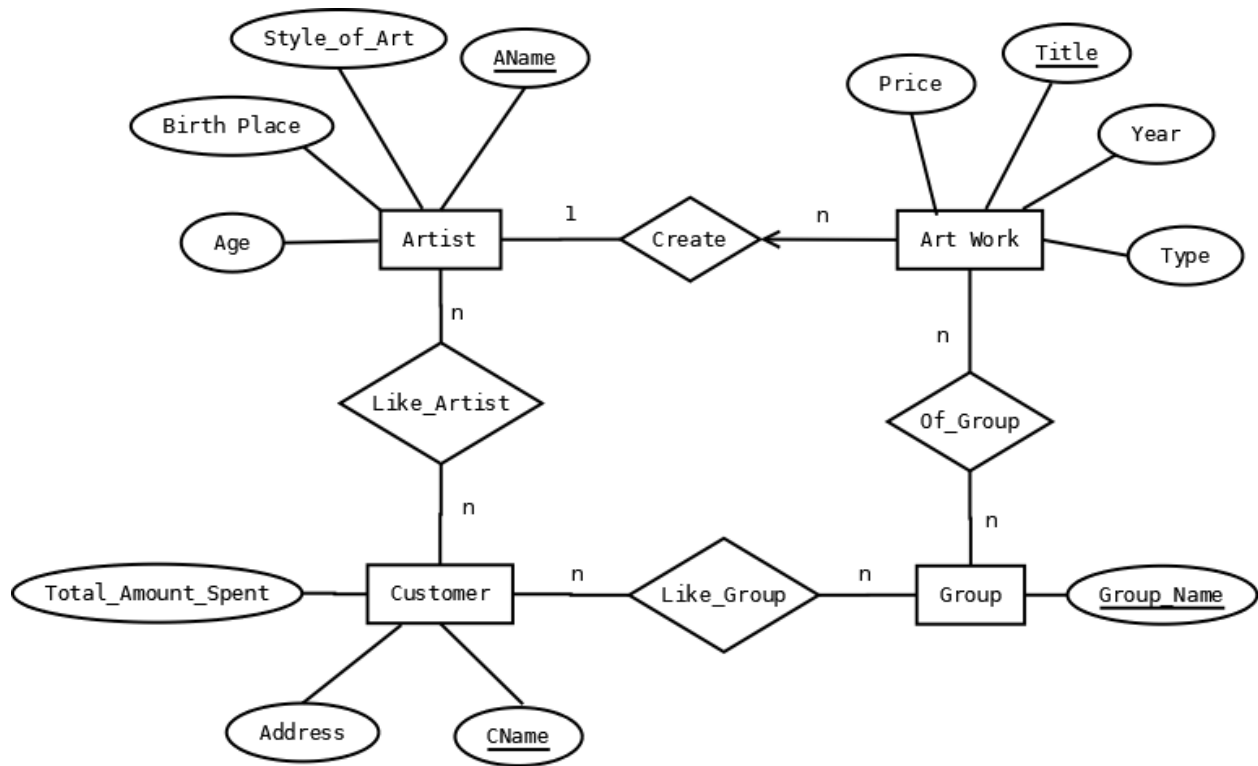 Style_of_Art
AName
Price
Title
Birth Place
Year
Age
Artist
1
Create
n
Art Work
Type
n
n
Like_Artist
Of_Group
n
n
Total_Amount_Spent
Customer
n
Like_Group
n
Group
Group_Name
Address
CName